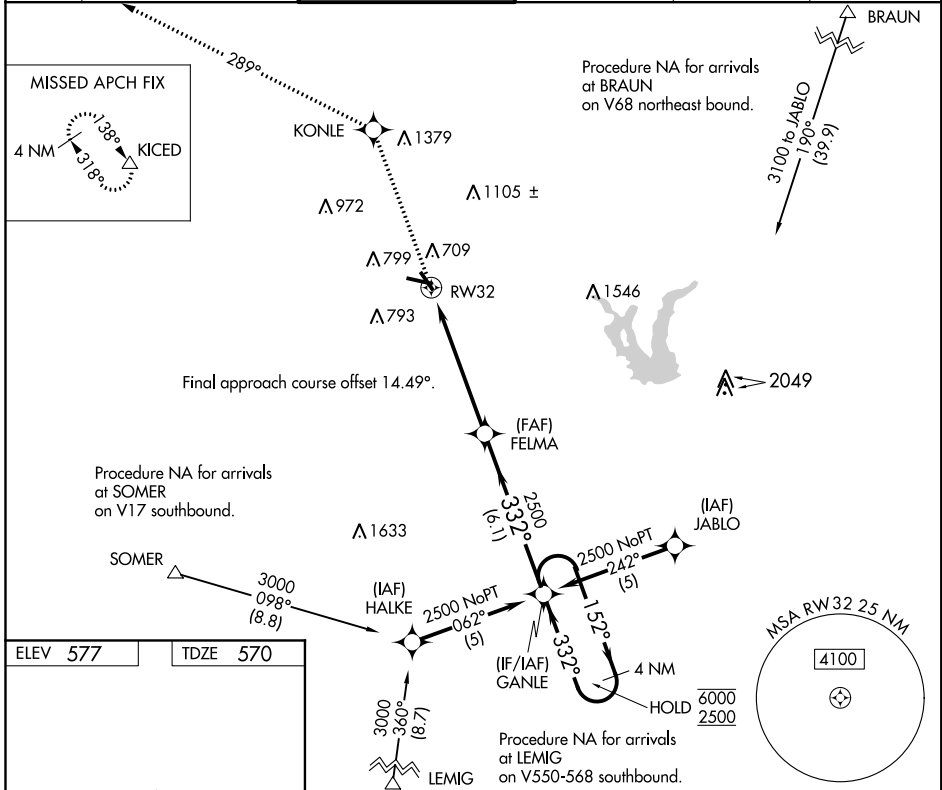 BRAUN
289°
Procedure NA for arrivals
at BRAUN
on V68 northeast bound.
3100 to JABLO
190°
(39.9)
MISSED APCH FIX
138°
4 NM
KICED
318°
KONLE
1379
972
1105 ±
799
709
RW32
1546
793
2049
Final approach course offset 14.49°.
(FAF)
FELMA
Procedure NA for arrivals
at SOMER
on V17 southbound.
2500
332°
(6.1)
(IAF)
JABLO
1633
2500 NoPT
242°
(5)
SOMER
3000
098°
(8.8)
(IAF)
HALKE
2500 NoPT
062°
(5)
152°
332°
(IF/IAF)
GANLE
4 NM
HOLD
6000
2500
MSA RW32 25 NM
4100
ELEV 577
TDZE 570
3000
360°
(8.7)
LEMIG
Procedure NA for arrivals
at LEMIG
on V550-568 southbound.